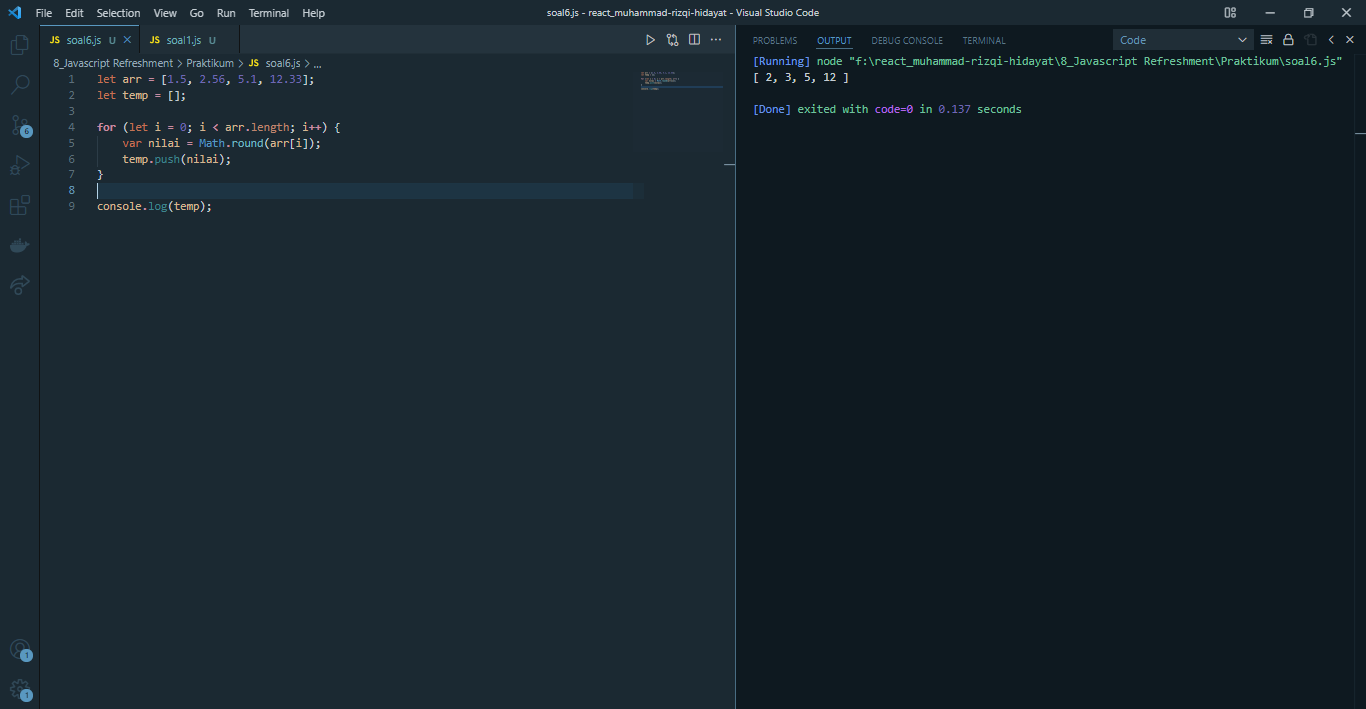 File Edit Selection View Go Run Terminal Help
soal6.js - react_muhammad-rizqi-hidayat - Visual Studio Code
JS soal6.js U JS soal1.js U
8_Javascript Refreshment > Praktikum > JS soal6.js > ...
1 let arr = [1.5, 2.56, 5.1, 12.33];
2 let temp = [];
3
4 for (let i = 0; i < arr.length; i++) {
5 var nilai = Math.round(arr[i]);
6 temp.push(nilai);
7 }
8
9 console.log(temp);
6
1
1
PROBLEMS OUTPUT DEBUG CONSOLE TERMINAL
Code
[Running] node "f:\react_muhammad-rizqi-hidayat\8_Javascript Refreshment\Praktikum\soal6.js"
[ 2, 3, 5, 12 ]
[Done] exited with code=0 in 0.137 seconds